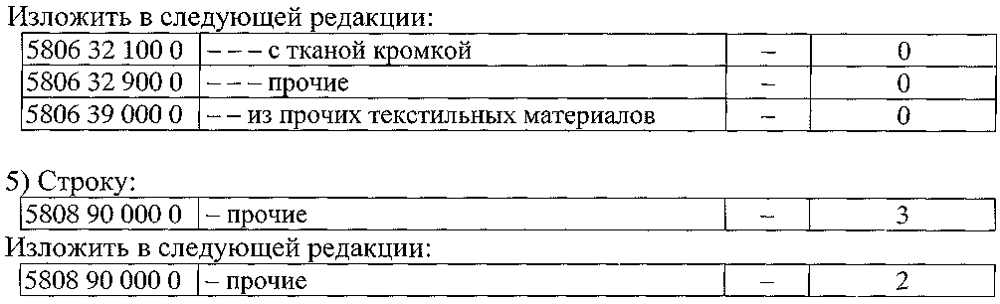 Изложить в следующей редакции:
5806 32 100 0 – – – с тканой кромкой – 0
5806 32 900 0 – – – прочие – 0
5806 39 000 0 – – из прочих текстильных материалов – 0
5) Строку:
5808 90 000 0 – прочие – 3
Изложить в следующей редакции:
5808 90 000 0 – прочие – 2